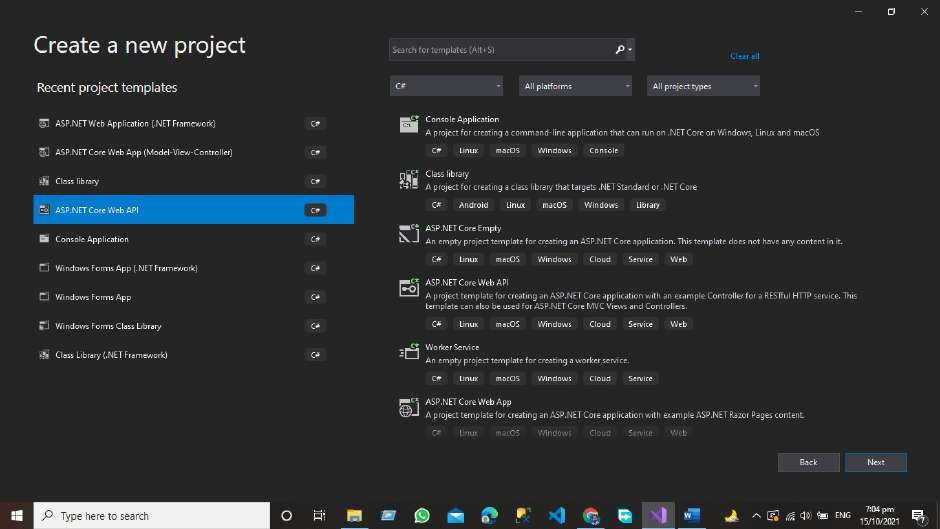 Create a new project
Search for templates (Alt+S)
Clear all
Recent project templates
C#
All platforms
All project types
ASP.NET Web Application (.NET Framework)
C#
ASP.NET Core Web App (Model-View-Controller)
C#
Class library
C#
ASP.NET Core Web API
C#
Console Application
C#
Windows Forms App (.NET Framework)
C#
Windows Forms App
C#
Windows Forms Class Library
C#
Class Library (.NET Framework)
C#
Console Application
A project for creating a command-line application that can run on .NET Core on Windows, Linux and macOS
C# Linux macOS Windows Console
Class library
A project for creating a class library that targets .NET Standard or .NET Core
C# Android Linux macOS Windows Library
ASP.NET Core Empty
An empty project template for creating an ASP.NET Core application. This template does not have any content in it.
C# Linux macOS Windows Cloud Service Web
ASP.NET Core Web API
A project template for creating an ASP.NET Core application with an example Controller for a RESTful HTTP service. This
template can also be used for ASP.NET Core MVC Views and Controllers.
C# Linux macOS Windows Cloud Service Web
Worker Service
An empty project template for creating a worker service.
C# Linux macOS Windows Cloud Service
ASP.NET Core Web App
A project template for creating an ASP.NET Core application with example ASP.NET Razor Pages content.
C# Linux macOS Windows Cloud Service Web
Back
Next
Type here to search
ENG
7:04 pm
15/10/2021
7